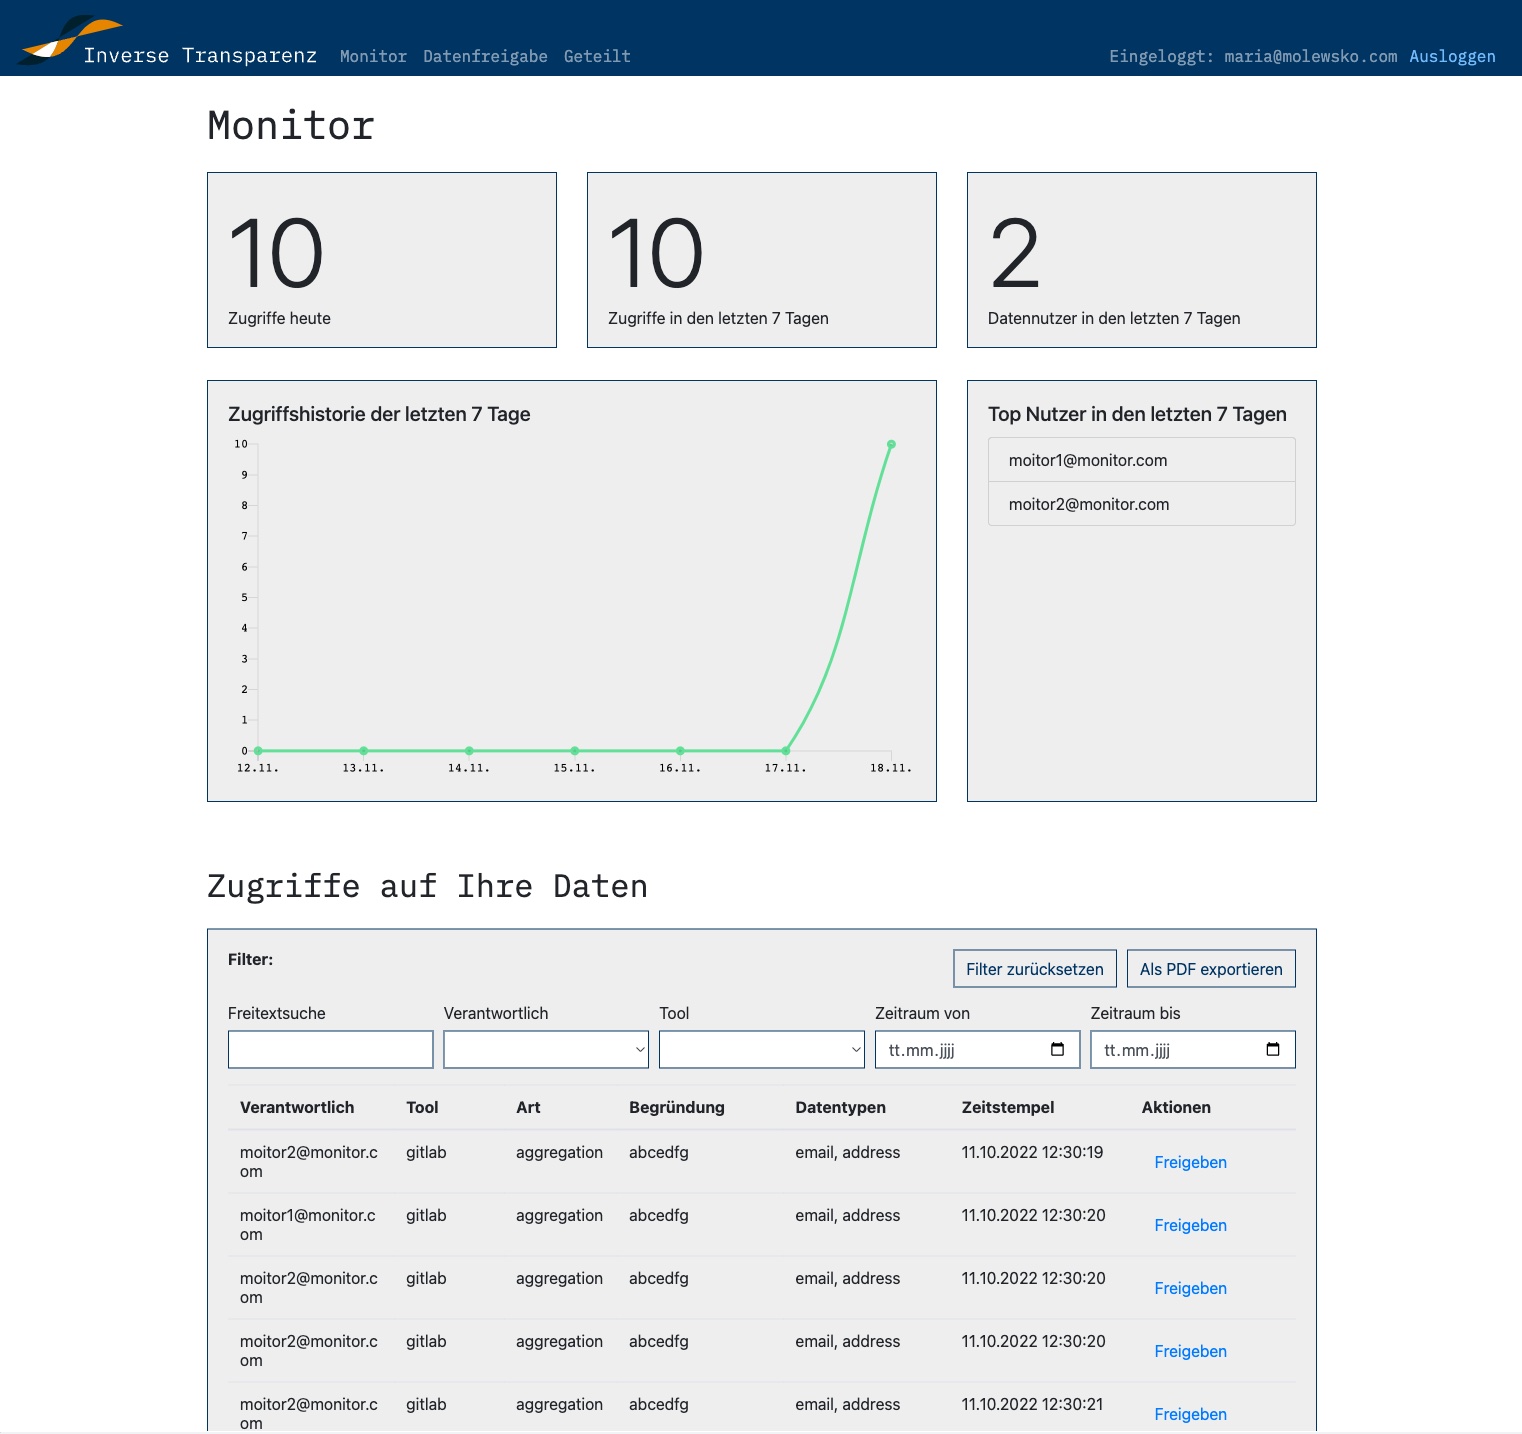 Inverse Transparenz Monitor Datenfreigabe Geteilt Eingeloggt: maria@molewsko.com Ausloggen
Monitor
10
Zugriffe heute
10
Zugriffe in den letzten 7 Tagen
2
Datennutzer in den letzten 7 Tagen
Zugriffshistorie der letzten 7 Tage
10
9
8
7
6
5
4
3
2
1
0
12.11. 13.11. 14.11. 15.11. 16.11. 17.11. 18.11.
Top Nutzer in den letzten 7 Tagen
moitor1@monitor.com
moitor2@monitor.com
Zugriffe auf Ihre Daten
Filter: Filter zurücksetzen Als PDF exportieren
Freitextsuche Verantwortlich Tool Zeitraum von Zeitraum bis
tt.mm.jjjj tt.mm.jjjj
Verantwortlich Tool Art Begründung Datentypen Zeitstempel Aktionen
moitor2@monitor.c gitlab aggregation abcedfg email, address 11.10.2022 12:30:19 Freigeben
om
moitor1@monitor.c gitlab aggregation abcedfg email, address 11.10.2022 12:30:20 Freigeben
om
moitor2@monitor.c gitlab aggregation abcedfg email, address 11.10.2022 12:30:20 Freigeben
om
moitor2@monitor.c gitlab aggregation abcedfg email, address 11.10.2022 12:30:20 Freigeben
om
moitor2@monitor.c gitlab aggregation abcedfg email, address 11.10.2022 12:30:21 Freigeben
om